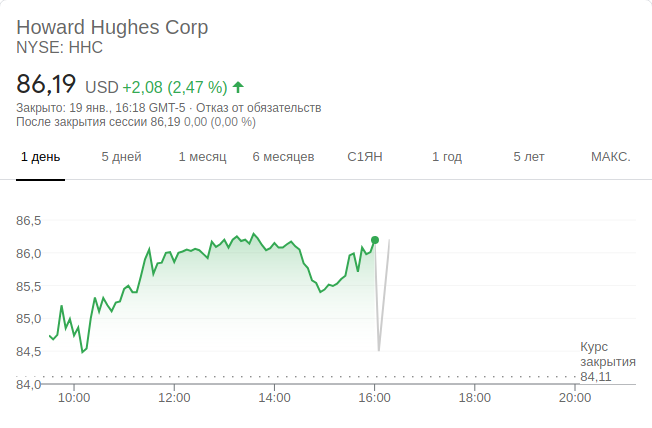 Howard Hughes Corp
NYSE: HHC
86,19 USD +2,08 (2,47 %)
Закрыто: 19 янв., 16:18 GMT-5 · Отказ от обязательств
После закрытия сессии 86,19 0,00 (0,00 %)
1 день 5 дней 1 месяц 6 месяцев С1ЯН 1 год 5 лет МАКС.
86,5
86,0
85,5
85,0
84,5
84,0
Курс
закрытия
84,11
10:00 12:00 14:00 16:00 18:00 20:00